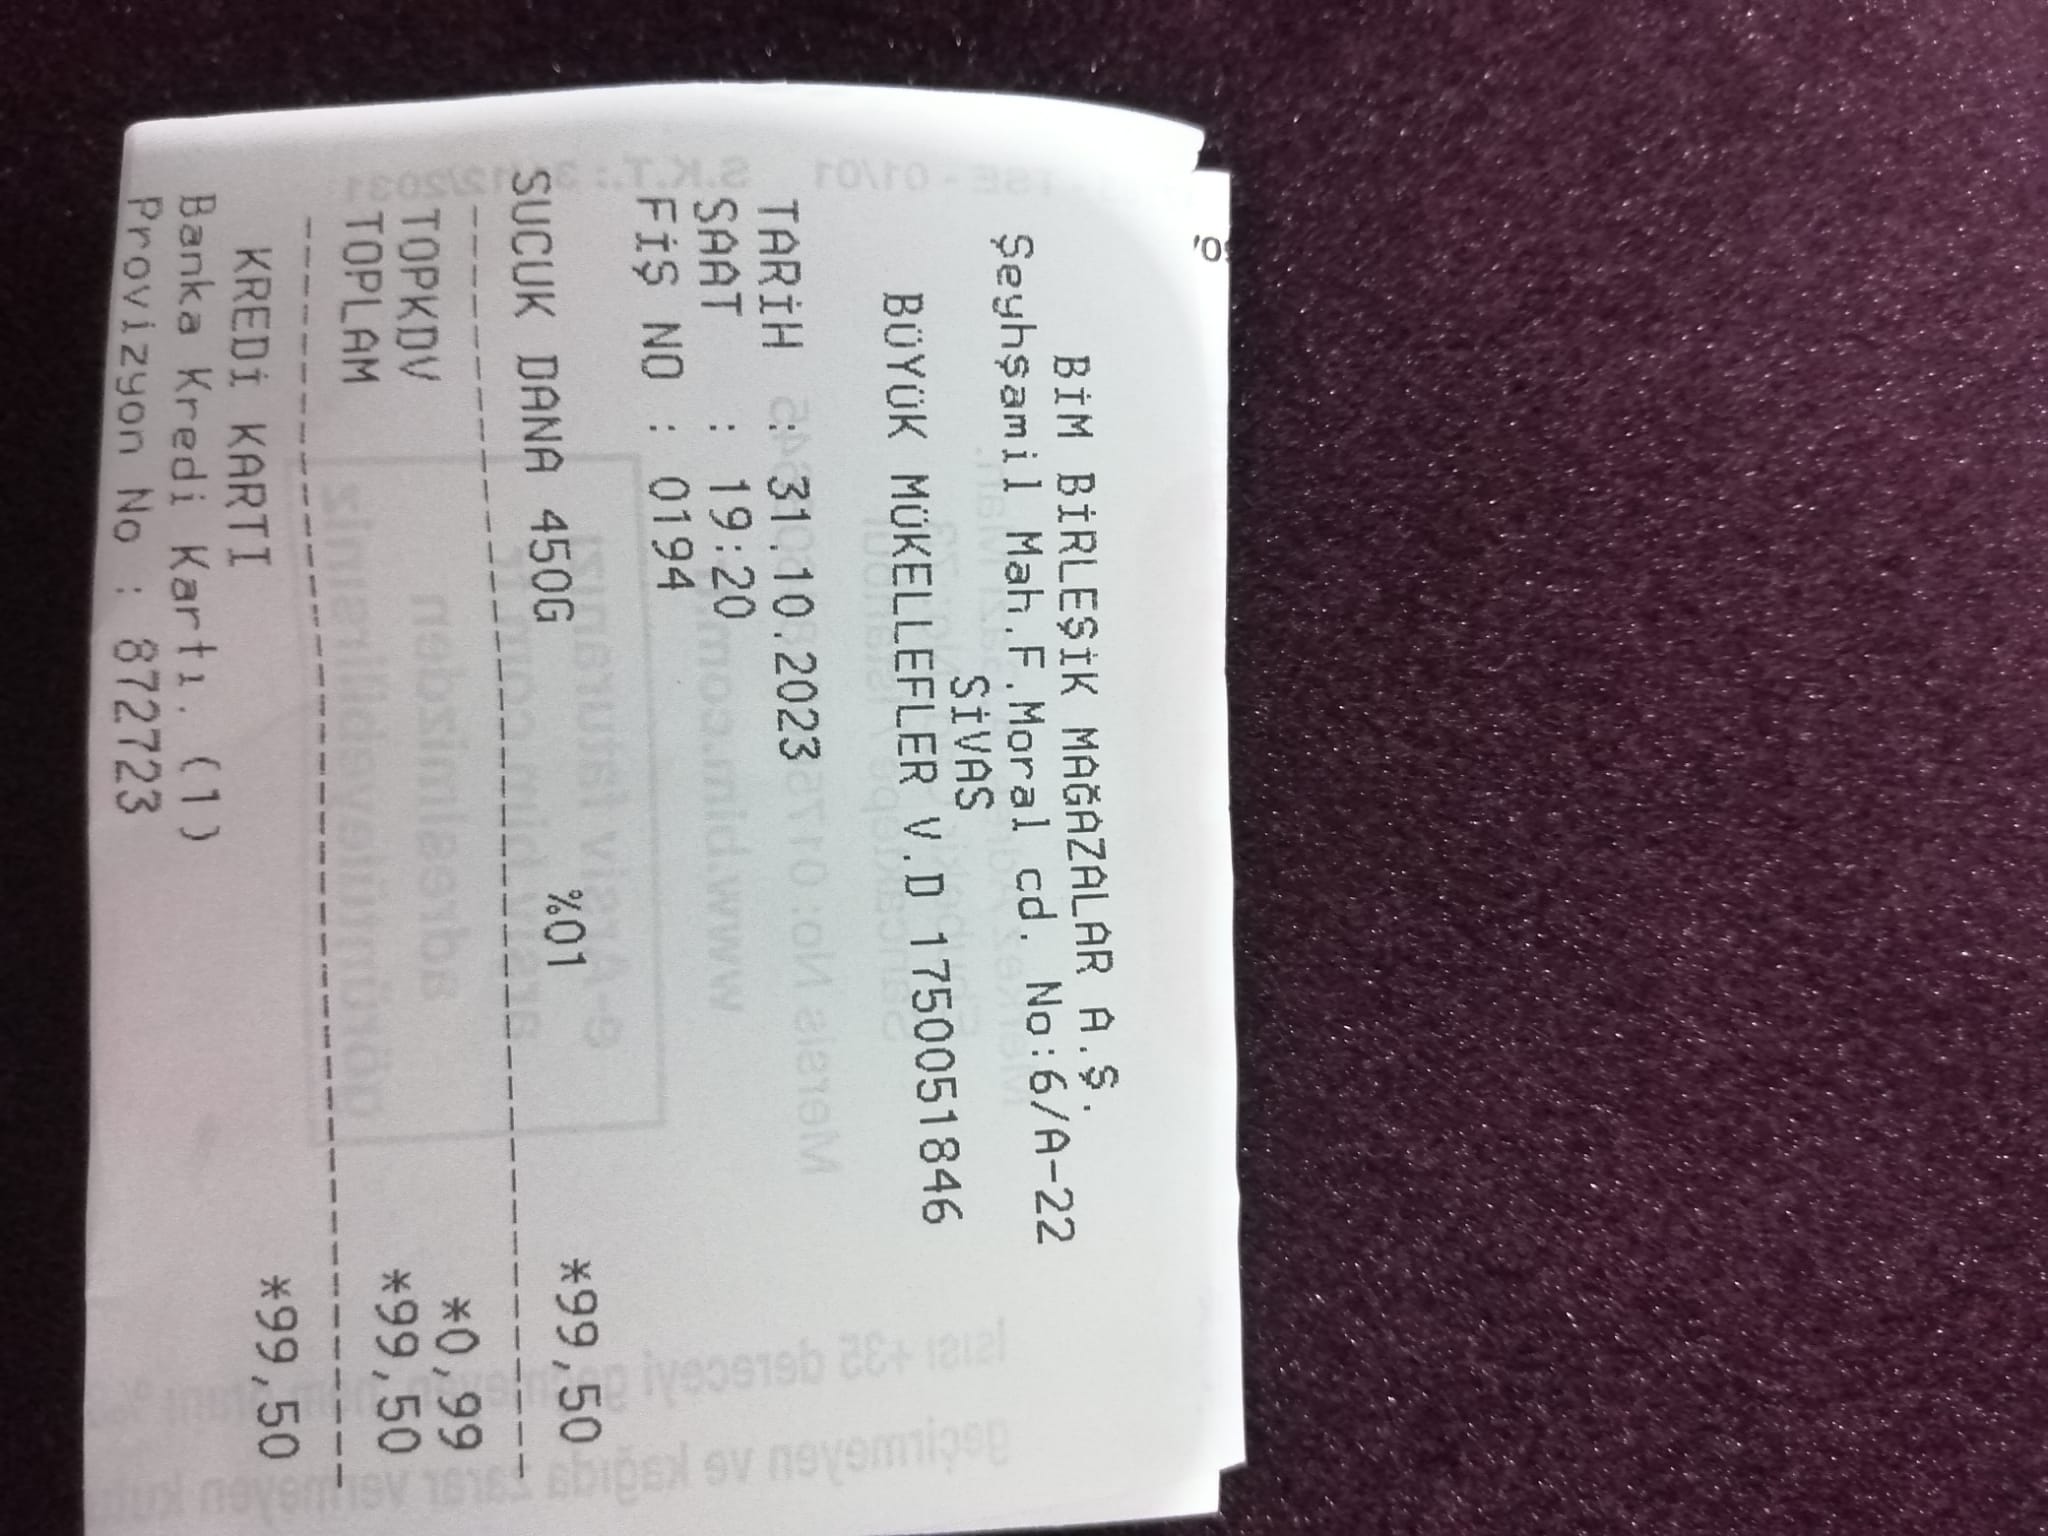 BİM BİRLEŞİK MAĞAZALAR A.Ş.
Şeyhşamil Mah.F.Moral cd. No:6/A-22
SİVAS
BÜYÜK MÜKELLEFLER V.D 1750051846
TARİH : 31.10.2023
SAAT : 19:20
FİŞ NO : 0194
SUCUK DANA 450G %01 *99,50
TOPKDV *0,99
TOPLAM *99,50
KREDİ KARTI *99,50
Banka Kredi Kartı. (1)
Provizyon No : 872723